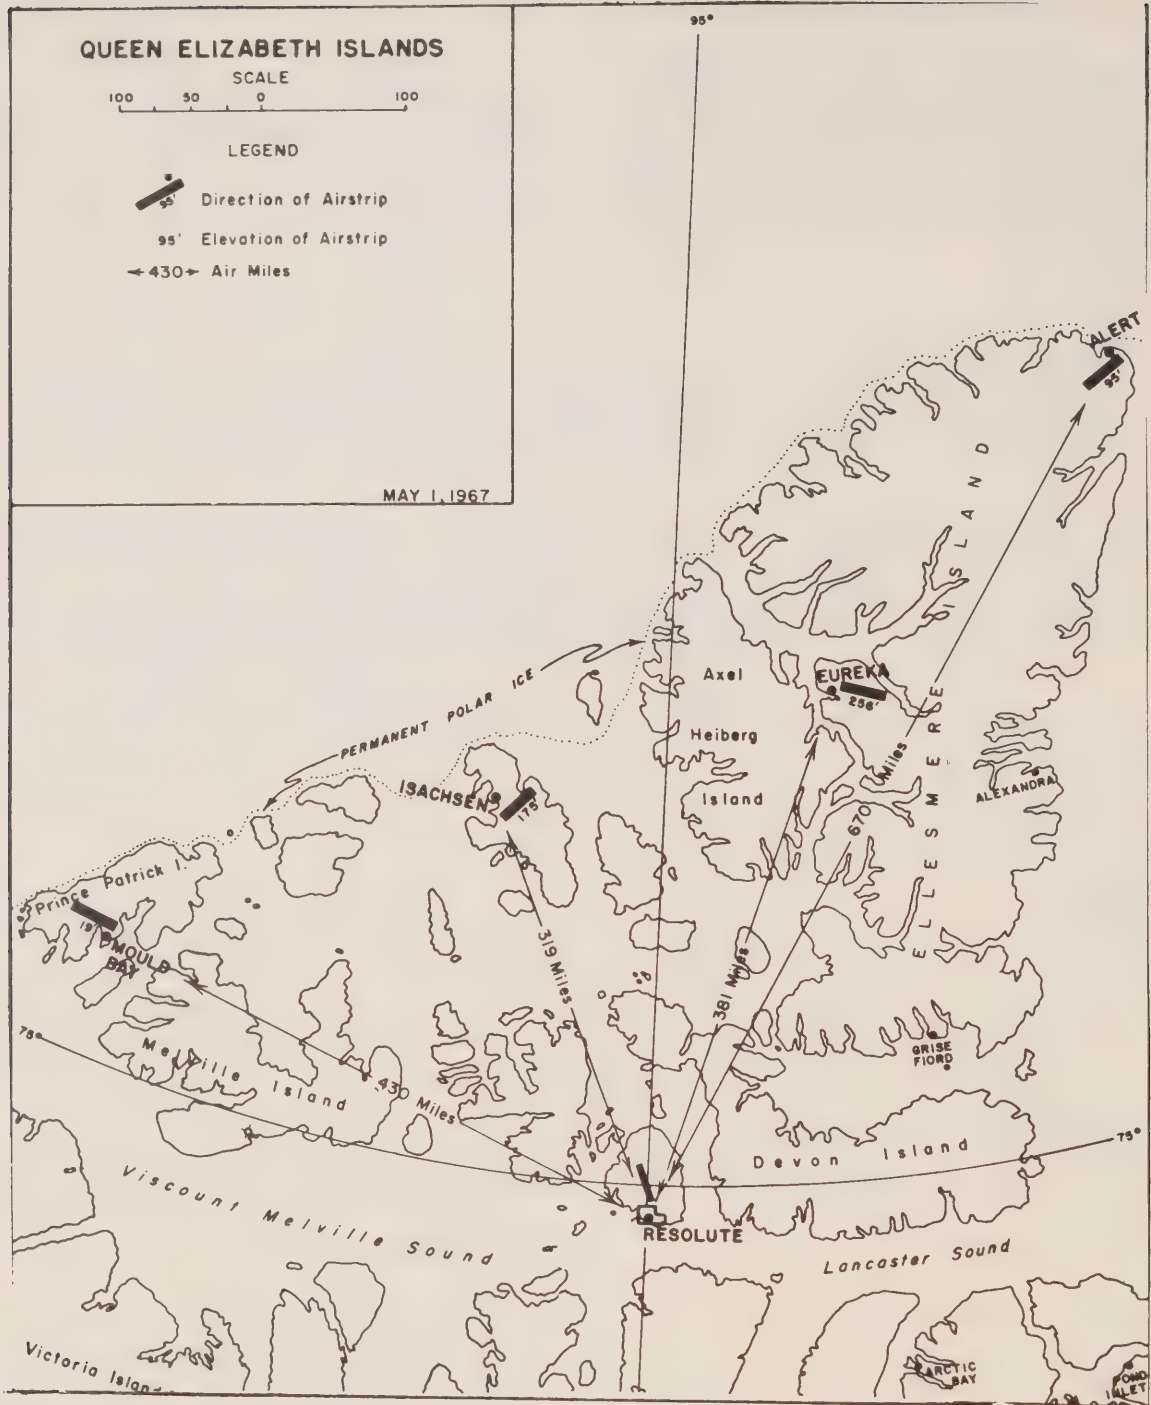 QUEEN ELIZABETH ISLANDS
SCALE
100 50 0 100
LEGEND
95' Direction of Airstrip
95' Elevation of Airstrip
430 Air Miles
MAY 1, 1967
95°
ALERT
95'
ELLESMERE ISLAND
EUREKA
256'
Axel
Heiberg
Island
PERMANENT POLAR ICE
ISACHSEN
175'
ALEXANDRA
670 Miles
Prince Patrick I.
19'
MOULD
BAY
319 Miles
381 Miles
75°
Melville Island
430 Miles
GRISE
FIORD
Devon Island
75°
Viscount Melville Sound
RESOLUTE
Lancaster Sound
Victoria Island
ARCTIC
BAY
POND
INLET